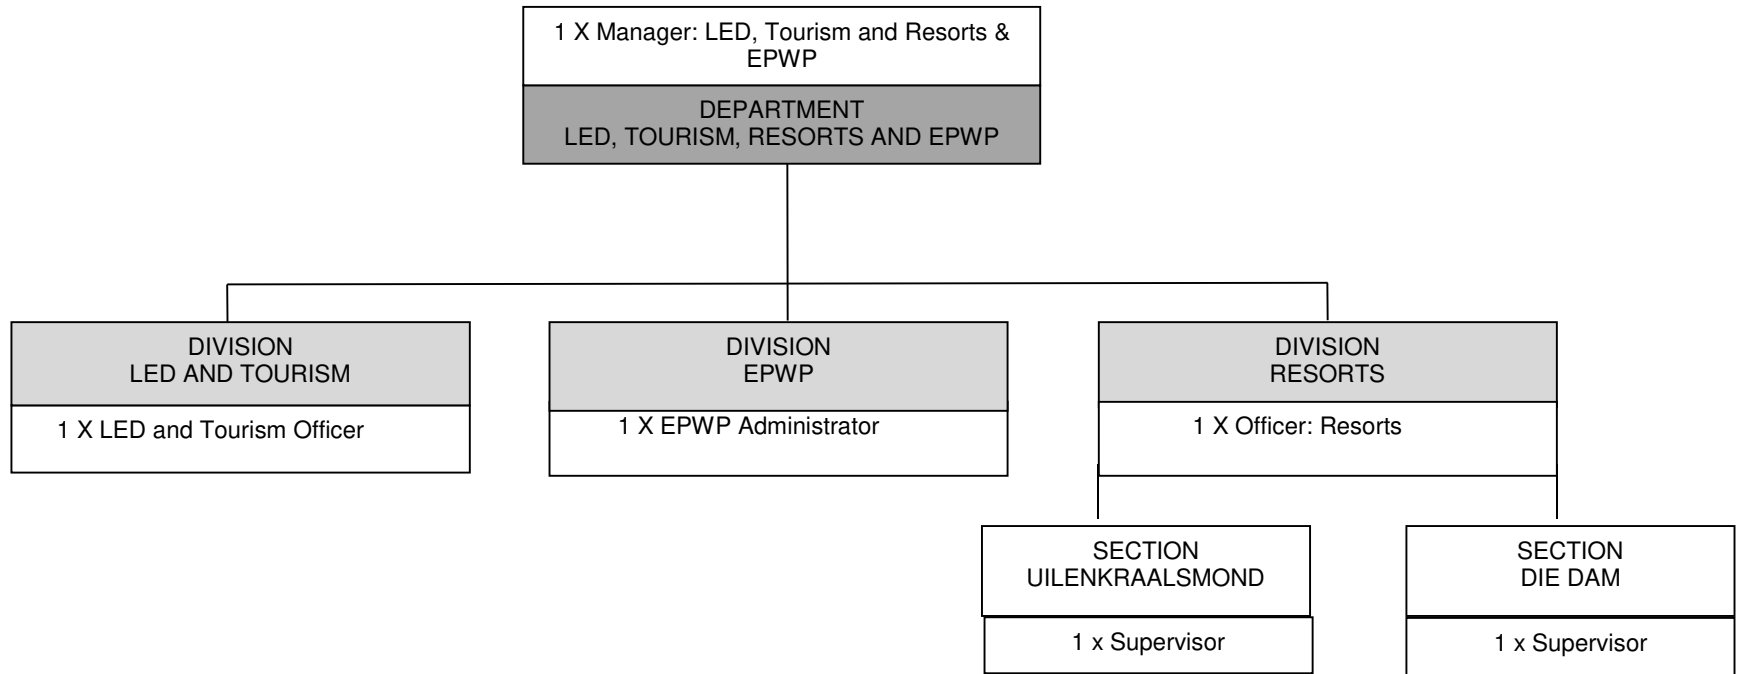 1 X Manager: LED, Tourism and Resorts &
EPWP
DEPARTMENT
LED, TOURISM, RESORTS AND EPWP
DIVISION
LED AND TOURISM
1 X LED and Tourism Officer
DIVISION
EPWP
1 X EPWP Administrator
DIVISION
RESORTS
1 X Officer: Resorts
SECTION
UILENKRAALSMOND
1 x Supervisor
SECTION
DIE DAM
1 x Supervisor